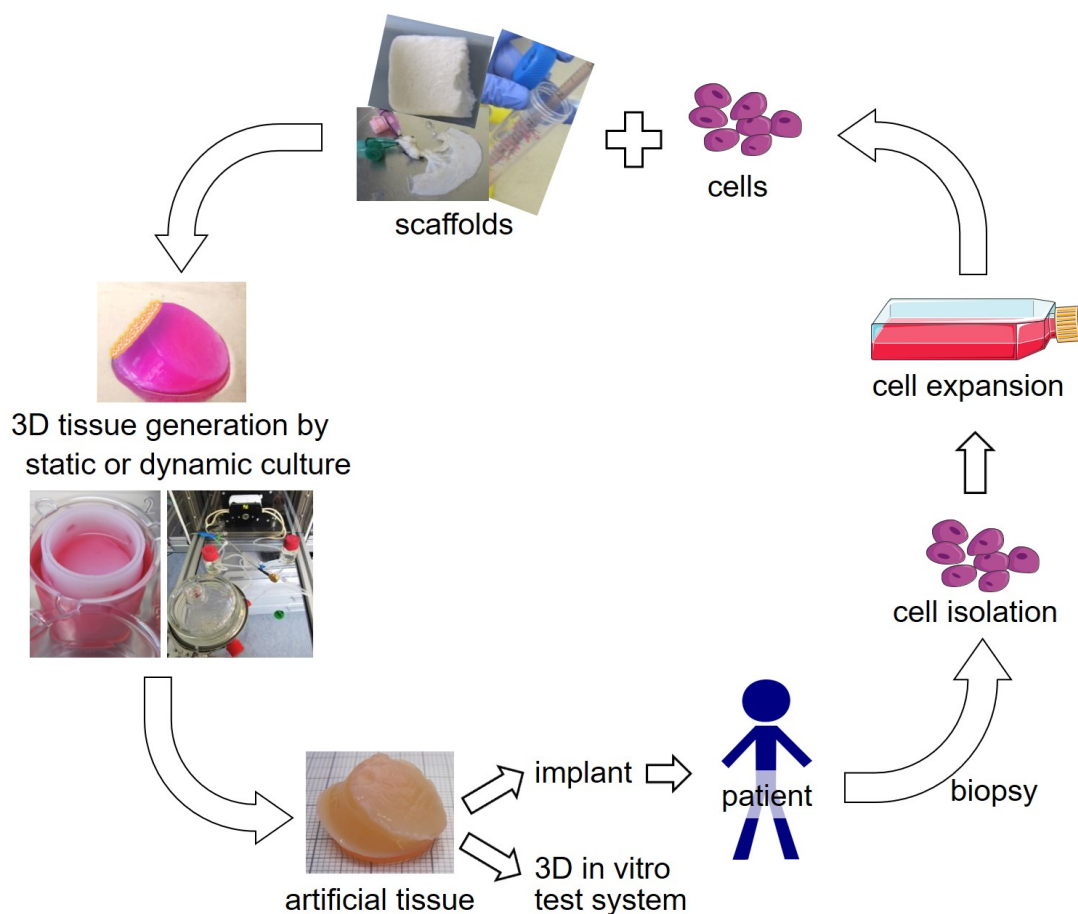 cells
scaffolds
cell expansion
3D tissue generation by
static or dynamic culture
cell isolation
implant
patient
biopsy
3D in vitro
test system
artificial tissue